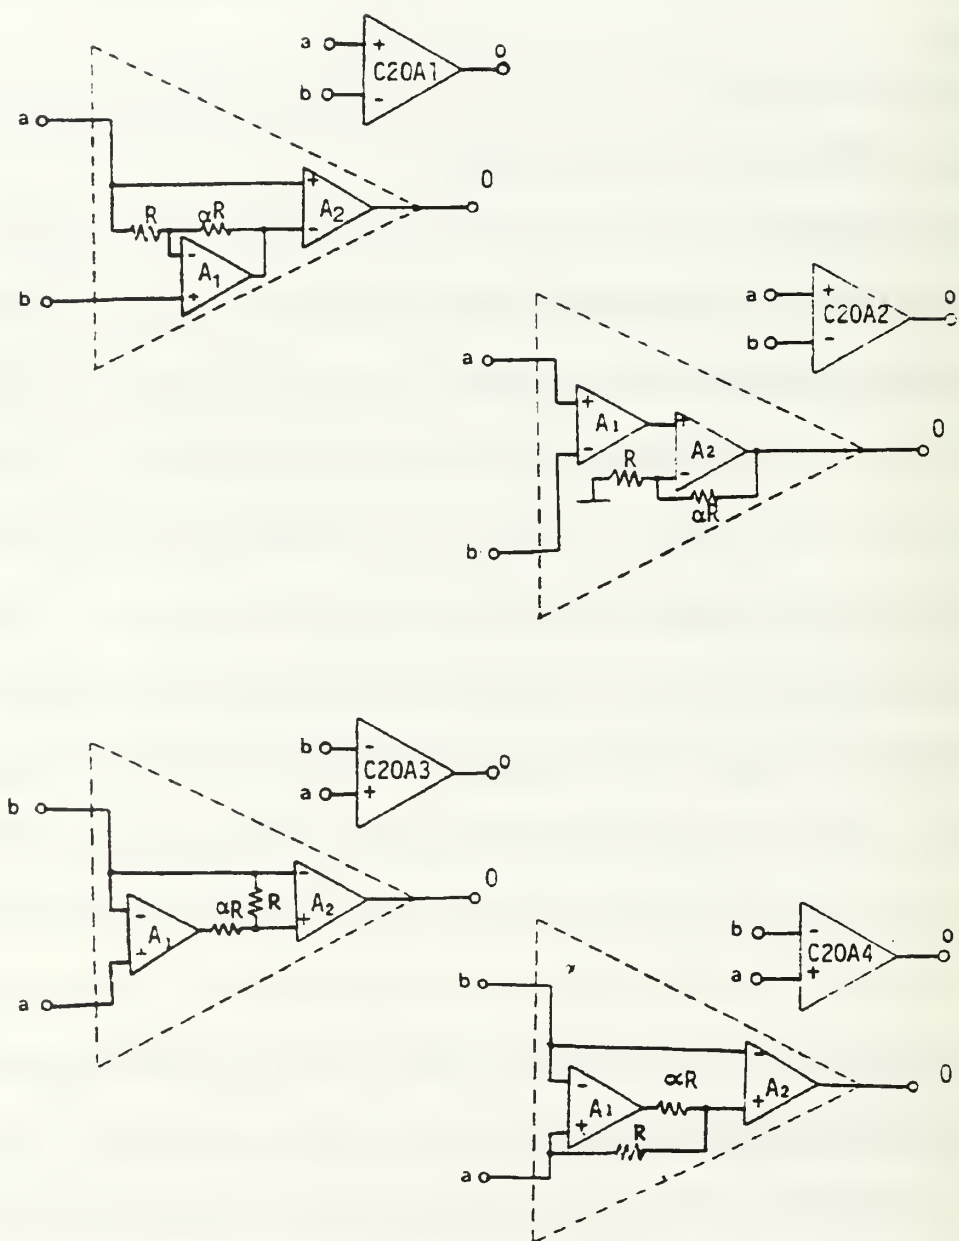 a + C20A1 o
b -
a
0
R αR + A2 -
- A1 +
b
a + C20A2 o
b -
a
0
+ A1 -
+ A2 -
R
αR
b
b - C20A3 o
a +
b
0
- A2 +
αR R
- A1 +
a
b - C20A4 o
a +
b
0
- A2 +
αR
- A1 +
R
a